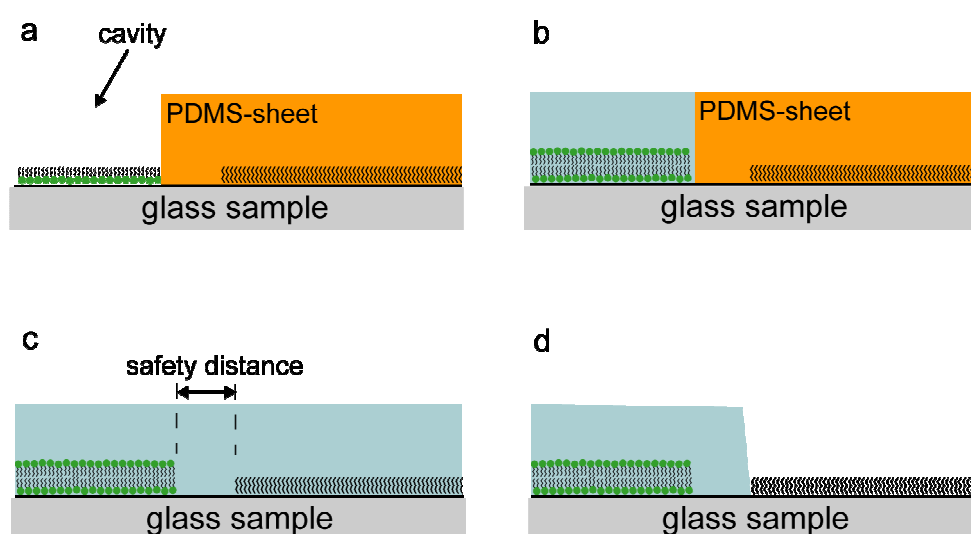 a
cavity
PDMS-sheet
glass sample
b
PDMS-sheet
glass sample
c
safety distance
glass sample
d
glass sample